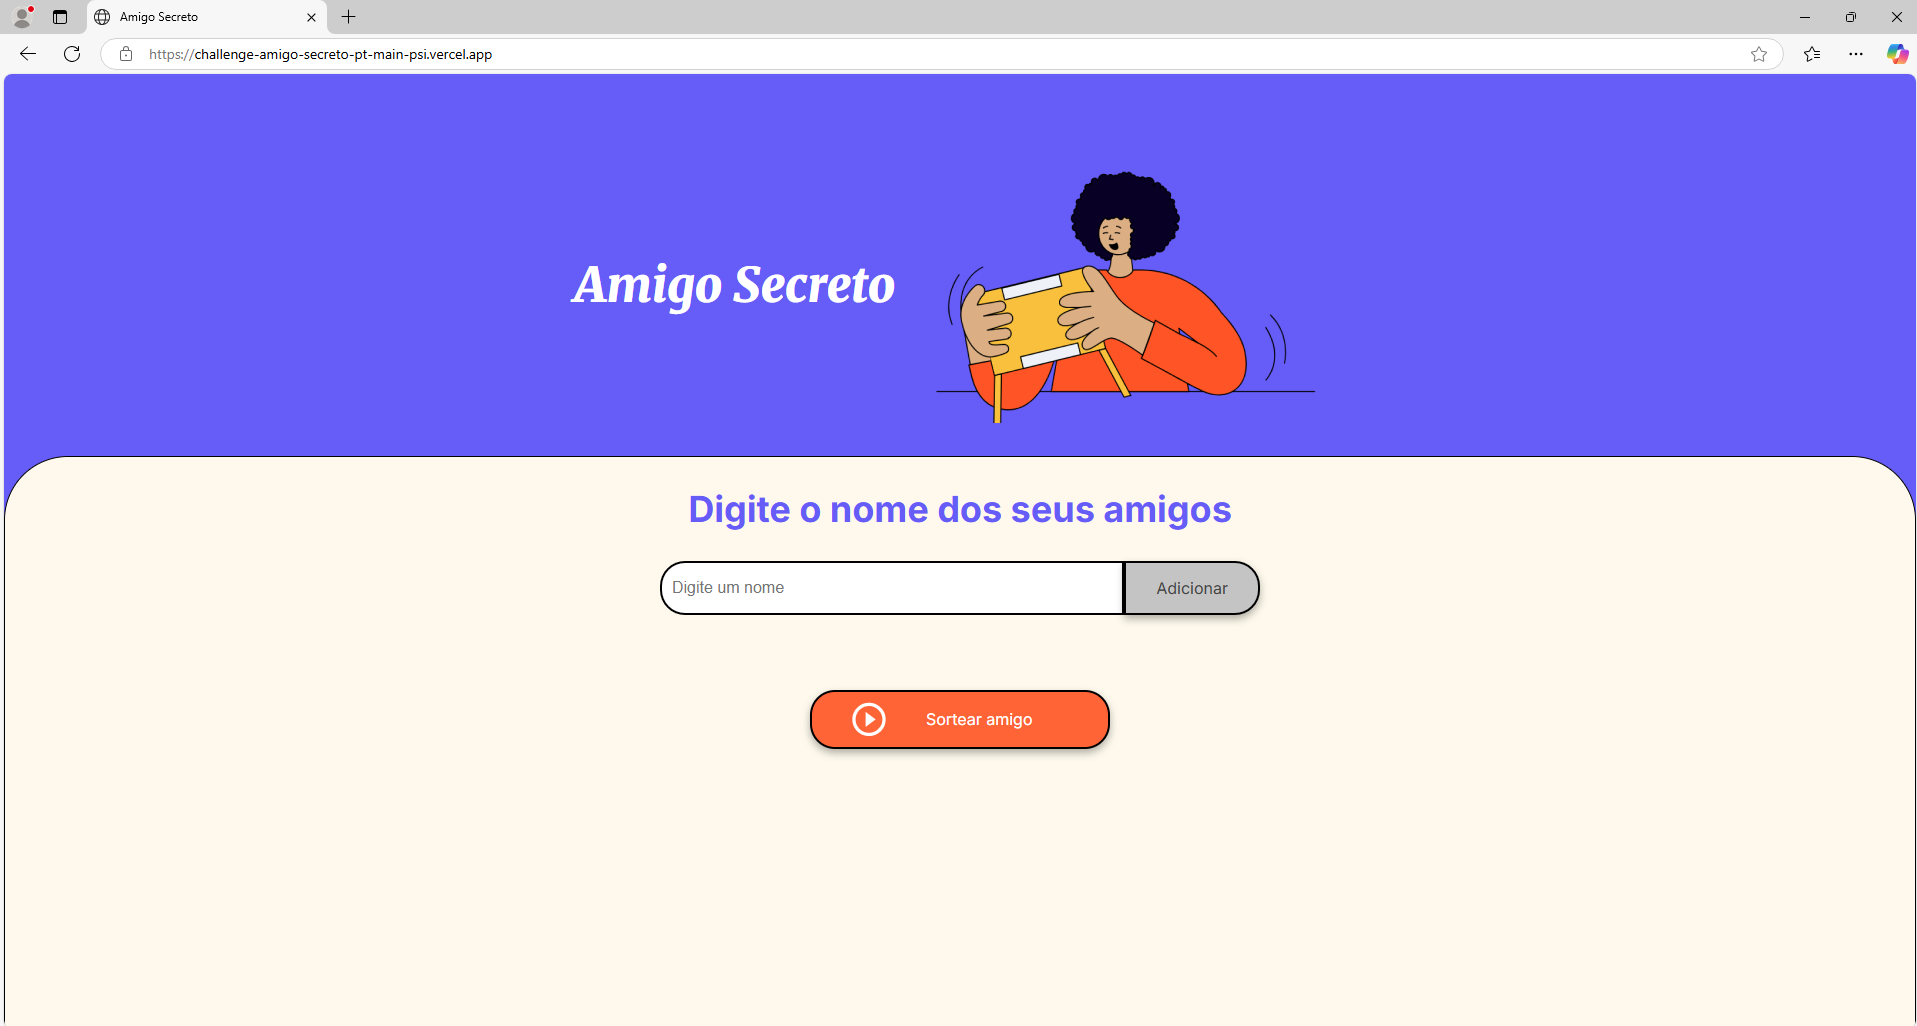 Amigo Secreto
https://challenge-amigo-secreto-pt-main-psi.vercel.app
Amigo Secreto
Digite o nome dos seus amigos
Digite um nome
Adicionar
Sortear amigo